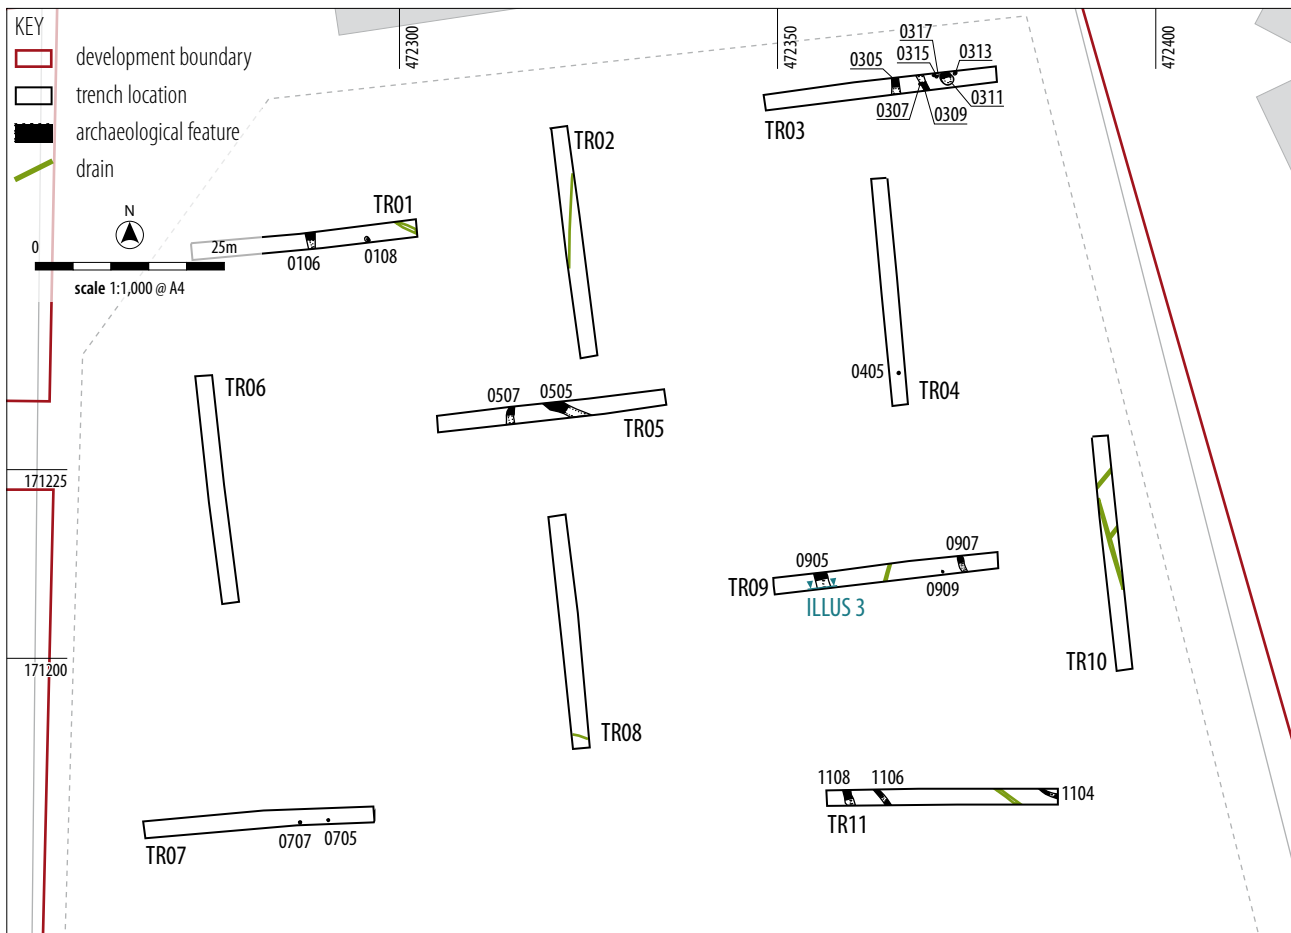 KEY
development boundary
trench location
archaeological feature
drain
N
0
25m
scale 1:1,000 @ A4
472300
472350
472400
171225
171200
TR01
0106
0108
TR02
TR03
0305
0307
0309
0317
0315
0313
0311
TR04
0405
TR05
0507
0505
TR06
TR07
0707
0705
TR08
TR09
0905
ILLUS 3
0907
0909
TR10
TR11
1108
1106
1104